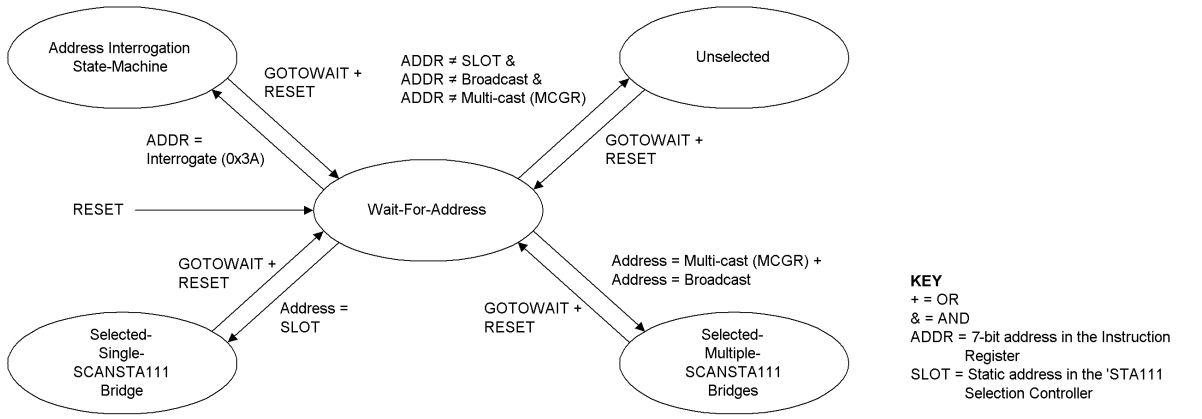 Address Interrogation
State-Machine
GOTOWAIT +
RESET
ADDR ≠ SLOT &
ADDR ≠ Broadcast &
ADDR ≠ Multi-cast (MCGR)
Unselected
ADDR =
Interrogate (0x3A)
GOTOWAIT +
RESET
RESET
Wait-For-Address
GOTOWAIT +
RESET
Address =
SLOT
Address = Multi-cast (MCGR) +
Address = Broadcast
GOTOWAIT +
RESET
Selected-
Single-
SCANSTA111
Bridge
Selected-
Multiple-
SCANSTA111
Bridges
KEY
+ = OR
& = AND
ADDR = 7-bit address in the Instruction
Register
SLOT = Static address in the 'STA111
Selection Controller